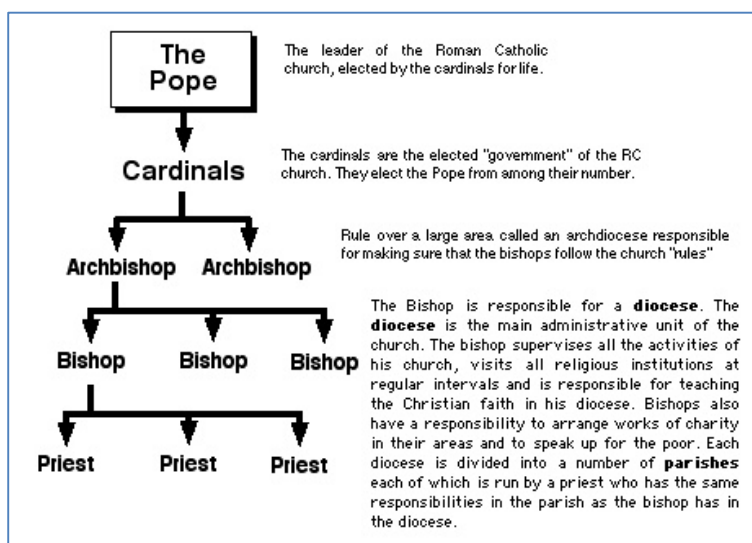 The
Pope
The leader of the Roman Catholic
church, elected by the cardinals for life.
Cardinals
The cardinals are the elected "government" of the RC
church. They elect the Pope from among their number.
Archbishop Archbishop
Rule over a large area called an archdiocese responsible
for making sure that the bishops follow the church "rules"
Bishop Bishop Bishop
Priest Priest Priest
The Bishop is responsible for a diocese. The
diocese is the main administrative unit of the
church. The bishop supervises all the activities of
his church, visits all religious institutions at
regular intervals and is responsible for teaching
the Christian faith in his diocese. Bishops also
have a responsibility to arrange works of charity
in their areas and to speak up for the poor. Each
diocese is divided into a number of parishes
each of which is run by a priest who has the same
responsibilities in the parish as the bishop has in
the diocese.